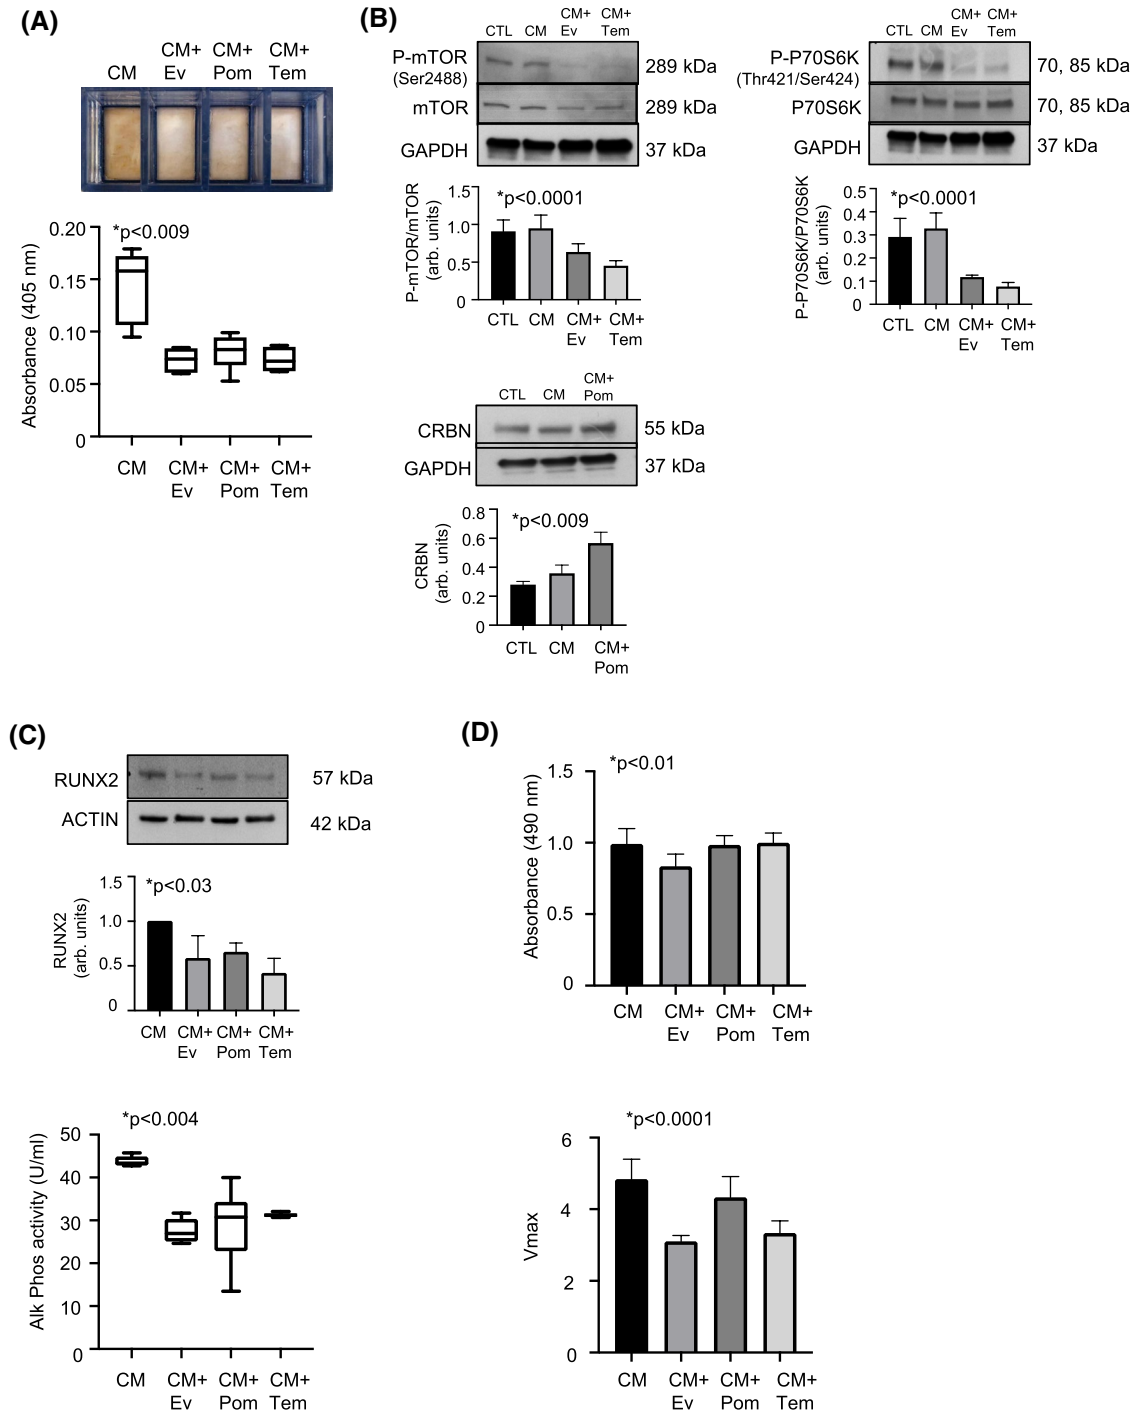 (A)
CM
CM+
Ev
CM+
Pom
CM+
Tem
Absorbance (405 nm)
*p<0.009
0.20
0.15
0.10
0.05
0
CM
CM+
Ev
CM+
Pom
CM+
Tem
(B)
CTL
CM
CM+
Ev
CM+
Tem
P-mTOR
(Ser2488)
289 kDa
mTOR
289 kDa
GAPDH
37 kDa
P-mTOR/mTOR
(arb. units)
*p<0.0001
1.5
1.0
0.5
0
CTL
CM
CM+
Ev
CM+
Tem
CTL
CM
CM+
Ev
CM+
Tem
P-P70S6K
(Thr421/Ser424)
70, 85 kDa
P70S6K
70, 85 kDa
GAPDH
37 kDa
P-P70S6K/P70S6K
(arb. units)
*p<0.0001
0.5
0.4
0.3
0.2
0.1
0
CTL
CM
CM+
Ev
CM+
Tem
CTL
CM
CM+
Pom
CRBN
55 kDa
GAPDH
37 kDa
CRBN
(arb. units)
*p<0.009
0.8
0.6
0.4
0.2
0
CTL
CM
CM+
Pom
(C)
RUNX2
57 kDa
ACTIN
42 kDa
RUNX2
(arb. units)
*p<0.03
1.5
1.0
0.5
0
CM
CM+
Ev
CM+
Pom
CM+
Tem
Alk Phos activity (U/ml)
*p<0.004
50
40
30
20
10
0
CM
CM+
Ev
CM+
Pom
CM+
Tem
(D)
Absorbance (490 nm)
*p<0.01
1.5
1.0
0.5
0
CM
CM+
Ev
CM+
Pom
CM+
Tem
Vmax
*p<0.0001
6
4
2
0
CM
CM+
Ev
CM+
Pom
CM+
Tem